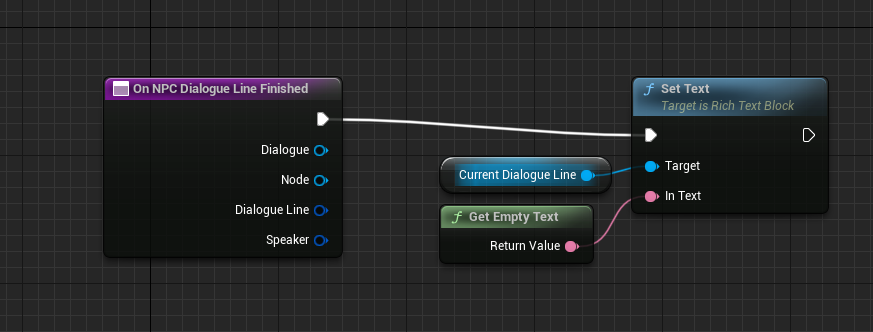 On NPC Dialogue Line Finished
Dialogue
Node
Dialogue Line
Speaker
Current Dialogue Line
Get Empty Text
Return Value
Set Text
Target is Rich Text Block
Target
In Text